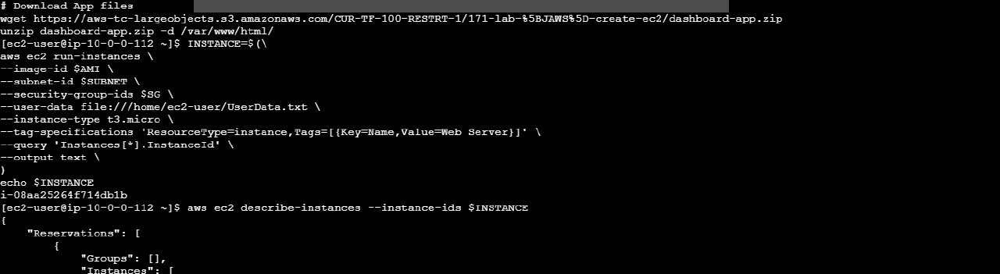 # Download App files
wget https://aws-tc-largeobjects.s3.amazonaws.com/CUR-TF-100-RESTRT-1/171-lab-%5BJAWS%5D-create-ec2/dashboard-app.zip
unzip dashboard-app.zip -d /var/www/html/
[ec2-user@ip-10-0-0-112 ~]$ INSTANCE=$(\
aws ec2 run-instances \
--image-id $AMI \
--subnet-id $SUBNET \
--security-group-ids $SG \
--user-data file:///home/ec2-user/UserData.txt \
--instance-type t3.micro \
--tag-specifications 'ResourceType=instance,Tags=[{Key=Name,Value=Web Server}]' \
--query 'Instances[*].InstanceId' \
--output text \
)
echo $INSTANCE
i-08aa25264f714db1b
[ec2-user@ip-10-0-0-112 ~]$ aws ec2 describe-instances --instance-ids $INSTANCE
{
    "Reservations": [
        {
            "Groups": [],
            "Instances": [